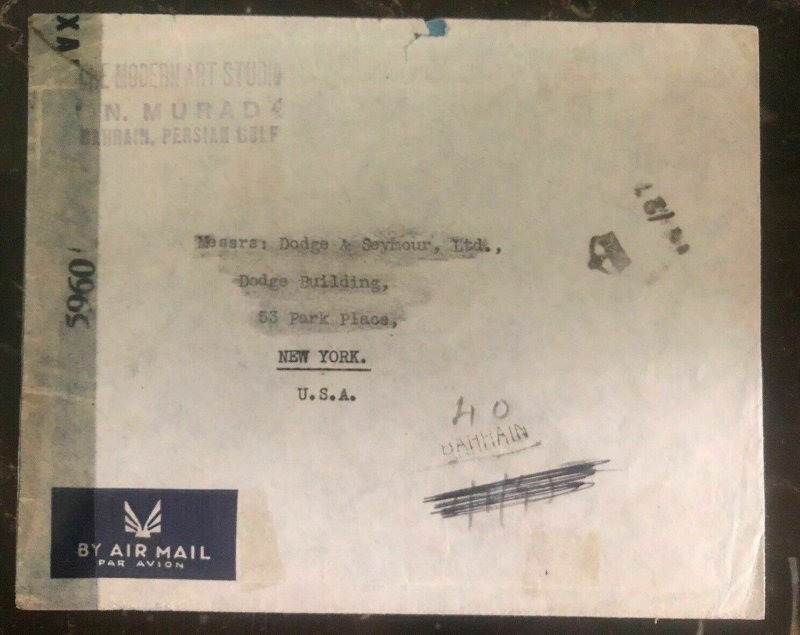 THE MODERN ART STUDIO
N. MURAD
BAHRAIN, PERSIAN GULF
5960
Messrs: Dodge & Seymour, Ltd.,
Dodge Building,
53 Park Place,
NEW YORK.
U.S.A.
40
BAHRAIN
BY AIR MAIL
PAR AVION